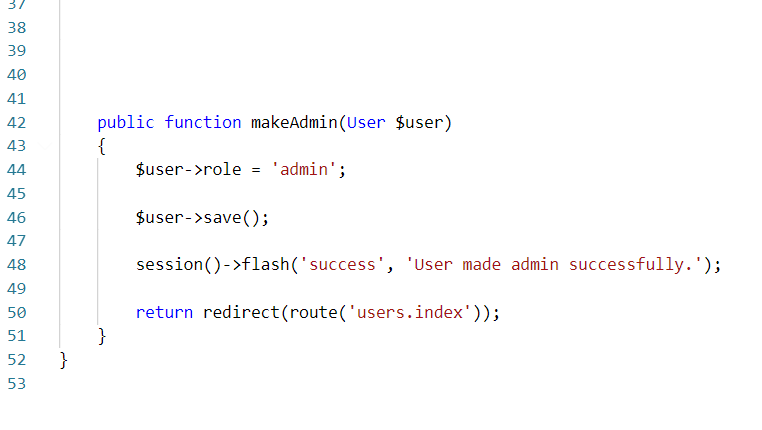 37
38
39
40
41
42 public function makeAdmin(User $user)
43 {
44 $user->role = 'admin';
45
46 $user->save();
47
48 session()->flash('success', 'User made admin successfully.');
49
50 return redirect(route('users.index'));
51 }
52 }
53